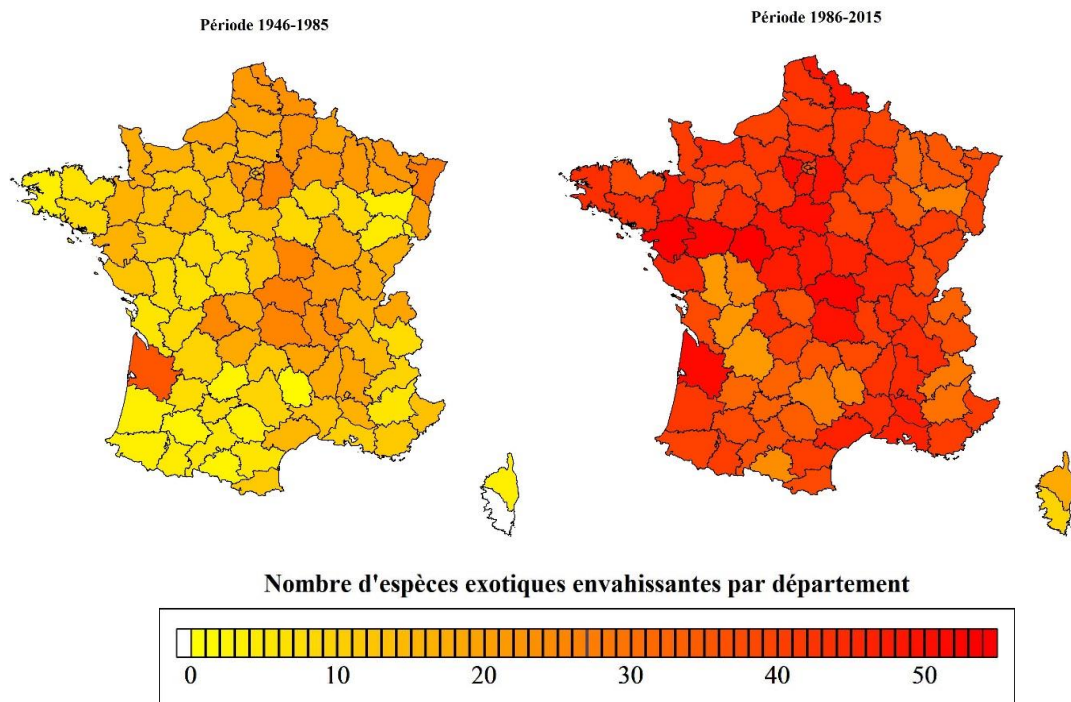 Période 1946-1985
Période 1986-2015
Nombre d'espèces exotiques envahissantes par département
0 10 20 30 40 50